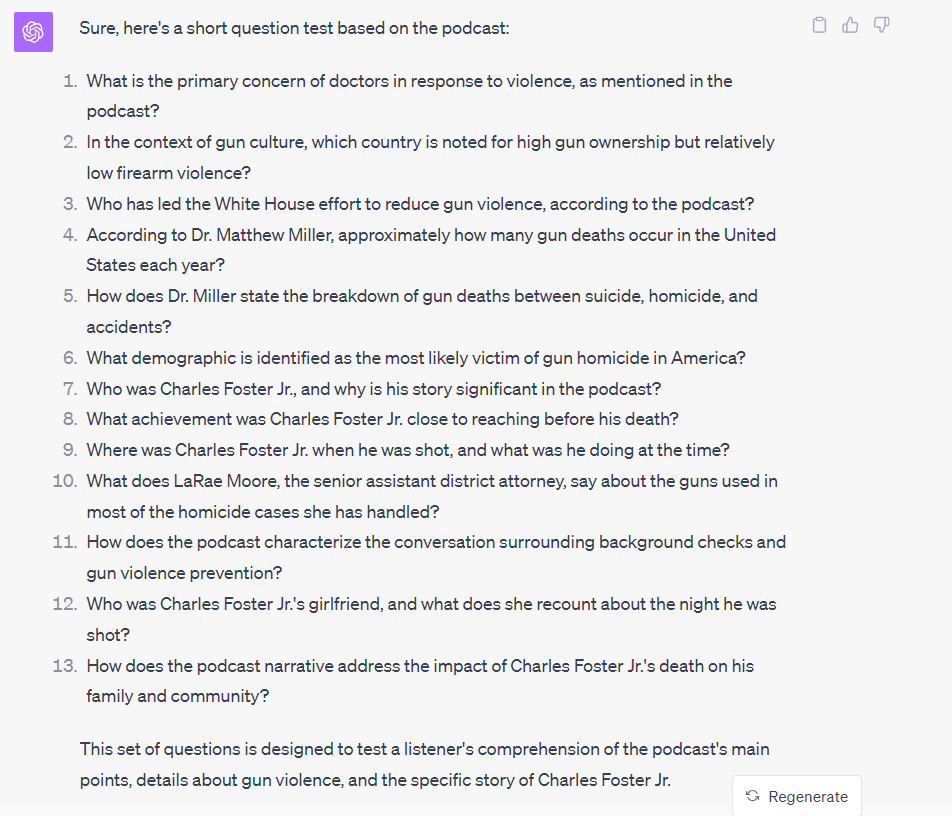 Sure, here's a short question test based on the podcast:
1. What is the primary concern of doctors in response to violence, as mentioned in the
podcast?
2. In the context of gun culture, which country is noted for high gun ownership but relatively
low firearm violence?
3. Who has led the White House effort to reduce gun violence, according to the podcast?
4. According to Dr. Matthew Miller, approximately how many gun deaths occur in the United
States each year?
5. How does Dr. Miller state the breakdown of gun deaths between suicide, homicide, and
accidents?
6. What demographic is identified as the most likely victim of gun homicide in America?
7. Who was Charles Foster Jr., and why is his story significant in the podcast?
8. What achievement was Charles Foster Jr. close to reaching before his death?
9. Where was Charles Foster Jr. when he was shot, and what was he doing at the time?
10. What does LaRae Moore, the senior assistant district attorney, say about the guns used in
most of the homicide cases she has handled?
11. How does the podcast characterize the conversation surrounding background checks and
gun violence prevention?
12. Who was Charles Foster Jr.'s girlfriend, and what does she recount about the night he was
shot?
13. How does the podcast narrative address the impact of Charles Foster Jr.'s death on his
family and community?
This set of questions is designed to test a listener's comprehension of the podcast's main
points, details about gun violence, and the specific story of Charles Foster Jr.
Regenerate